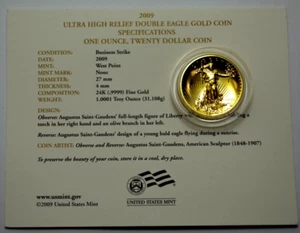 2009
ULTRA HIGH RELIEF DOUBLE EAGLE GOLD COIN
SPECIFICATIONS
ONE OUNCE, TWENTY DOLLAR COIN
CONDITION: Business Strike
DATE: 2009
MINT: West Point
MINT MARK: None
DIAMETER: 27 mm
THICKNESS: 4 mm
COMPOSITION: 24K (.9999) Fine Gold
WEIGHT: 1.0001 Troy Ounce (31.108g)
DESIGN:
Obverse: Augustus Saint-Gaudens' full-length figure of Liberty
torch in her right hand and an olive branch in her left.
Reverse: Augustus Saint-Gaudens' design of a young bald eagle flying during a sunrise.
COIN ARTIST: Obverse and Reverse: Augustus Saint-Gaudens, American Sculptor (1848-1907)
To preserve the beauty of your coin, store it in a cool, dry place.
www.usmint.gov
©2009 United States Mint
UNITED STATES MINT